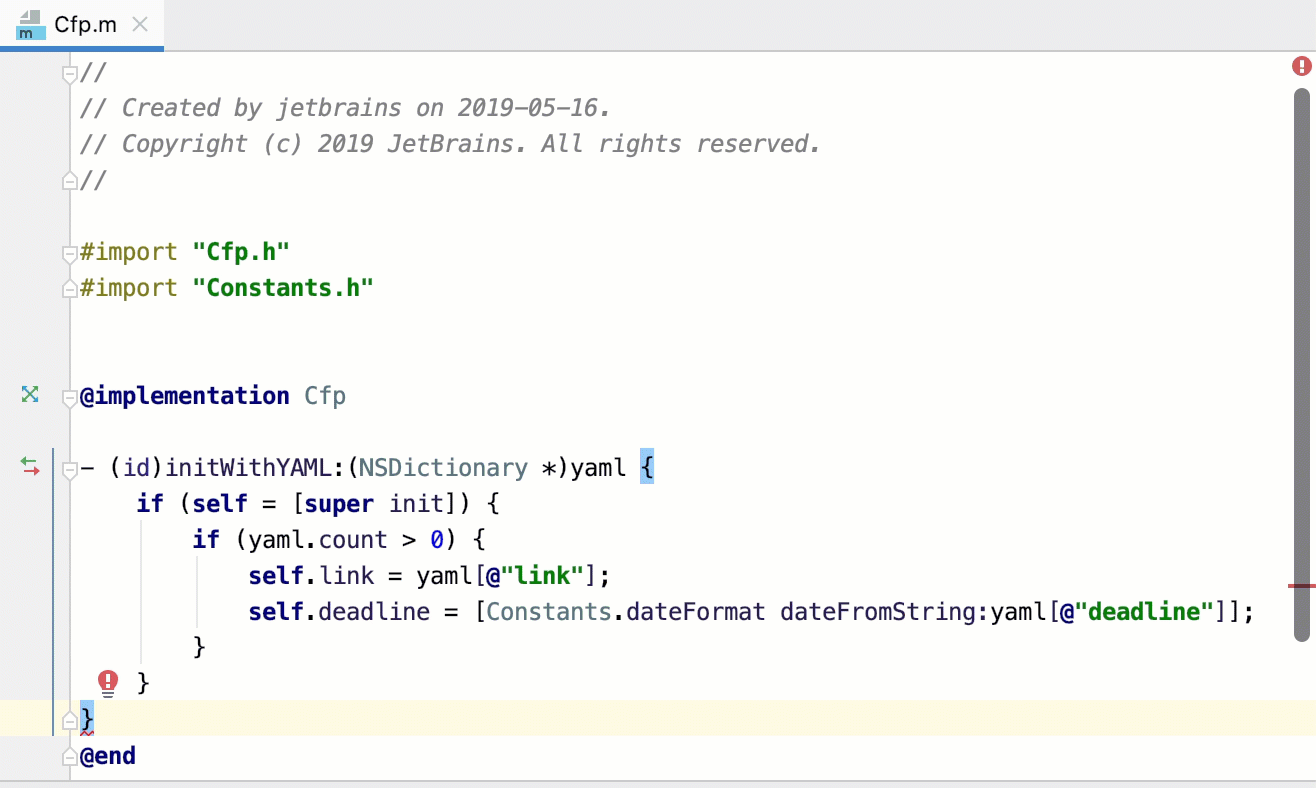 Cfp.m
//
// Created by jetbrains on 2019-05-16.
// Copyright (c) 2019 JetBrains. All rights reserved.
//
#import "Cfp.h"
#import "Constants.h"
@implementation Cfp
- (id)initWithYAML:(NSDictionary *)yaml {
if (self = [super init]) {
if (yaml.count > 0) {
self.link = yaml[@"link"];
self.deadline = [Constants.dateFormat dateFromString:yaml[@"deadline"]];
}
}
}
@end